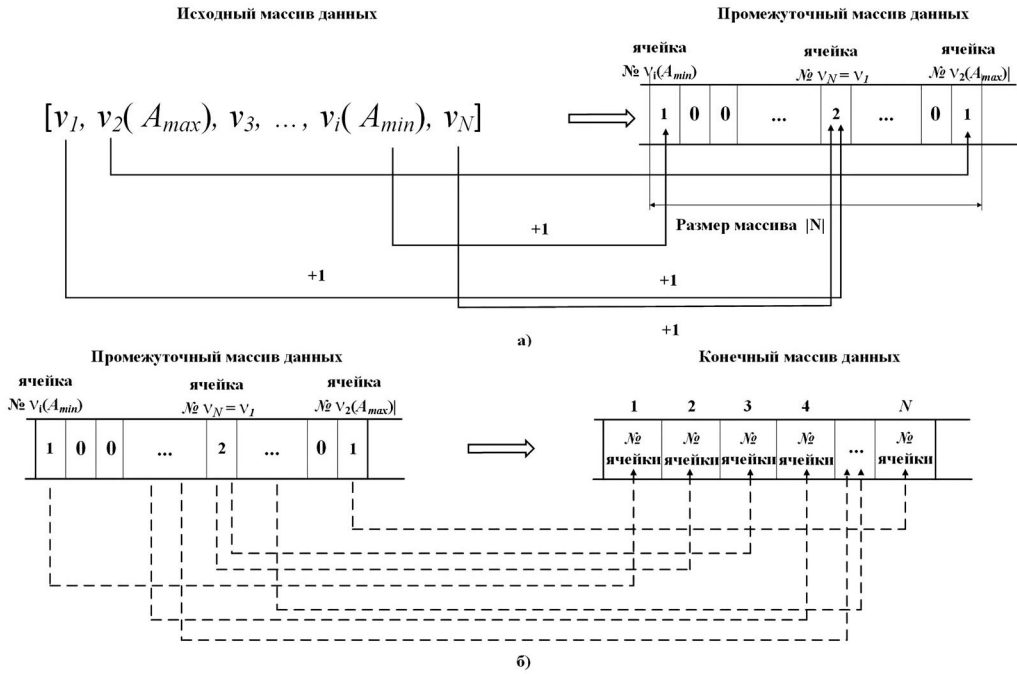 Исходный массив данных
Промежуточный массив данных
ячейка
№ νi(Amin)
ячейка
№ νN = ν1
ячейка
№ ν2(Amax)|
[v1, v2( Amax), v3, ..., vi( Amin), vN]
1 0 0 ... 2 ... 0 1
Размер массива |N|
+1
+1
+1
+1
а)
Промежуточный массив данных
Конечный массив данных
ячейка
№ νi(Amin)
ячейка
№ νN = ν1
ячейка
№ ν2(Amax)|
1 2 3 4 N
1 0 0 ... 2 ... 0 1
№ № № № ... №
ячейки ячейки ячейки ячейки ячейки
б)